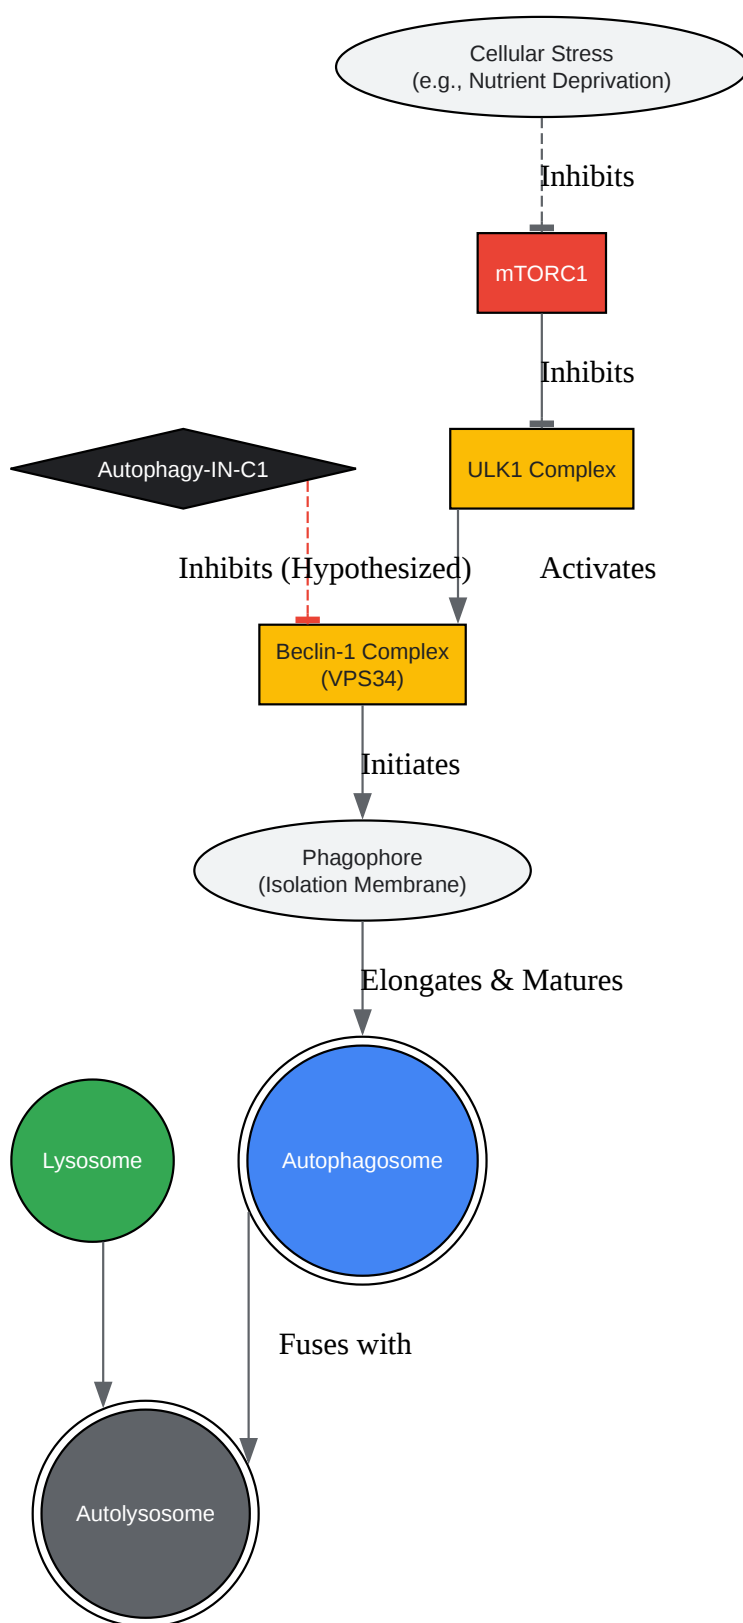 Cellular Stress
(e.g., Nutrient Deprivation)
Inhibits
mTORC1
Inhibits
Autophagy-IN-C1
ULK1 Complex
Inhibits (Hypothesized)
Activates
Beclin-1 Complex
(VPS34)
Initiates
Phagophore
(Isolation Membrane)
Elongates & Matures
Lysosome
Autophagosome
Fuses with
Autolysosome